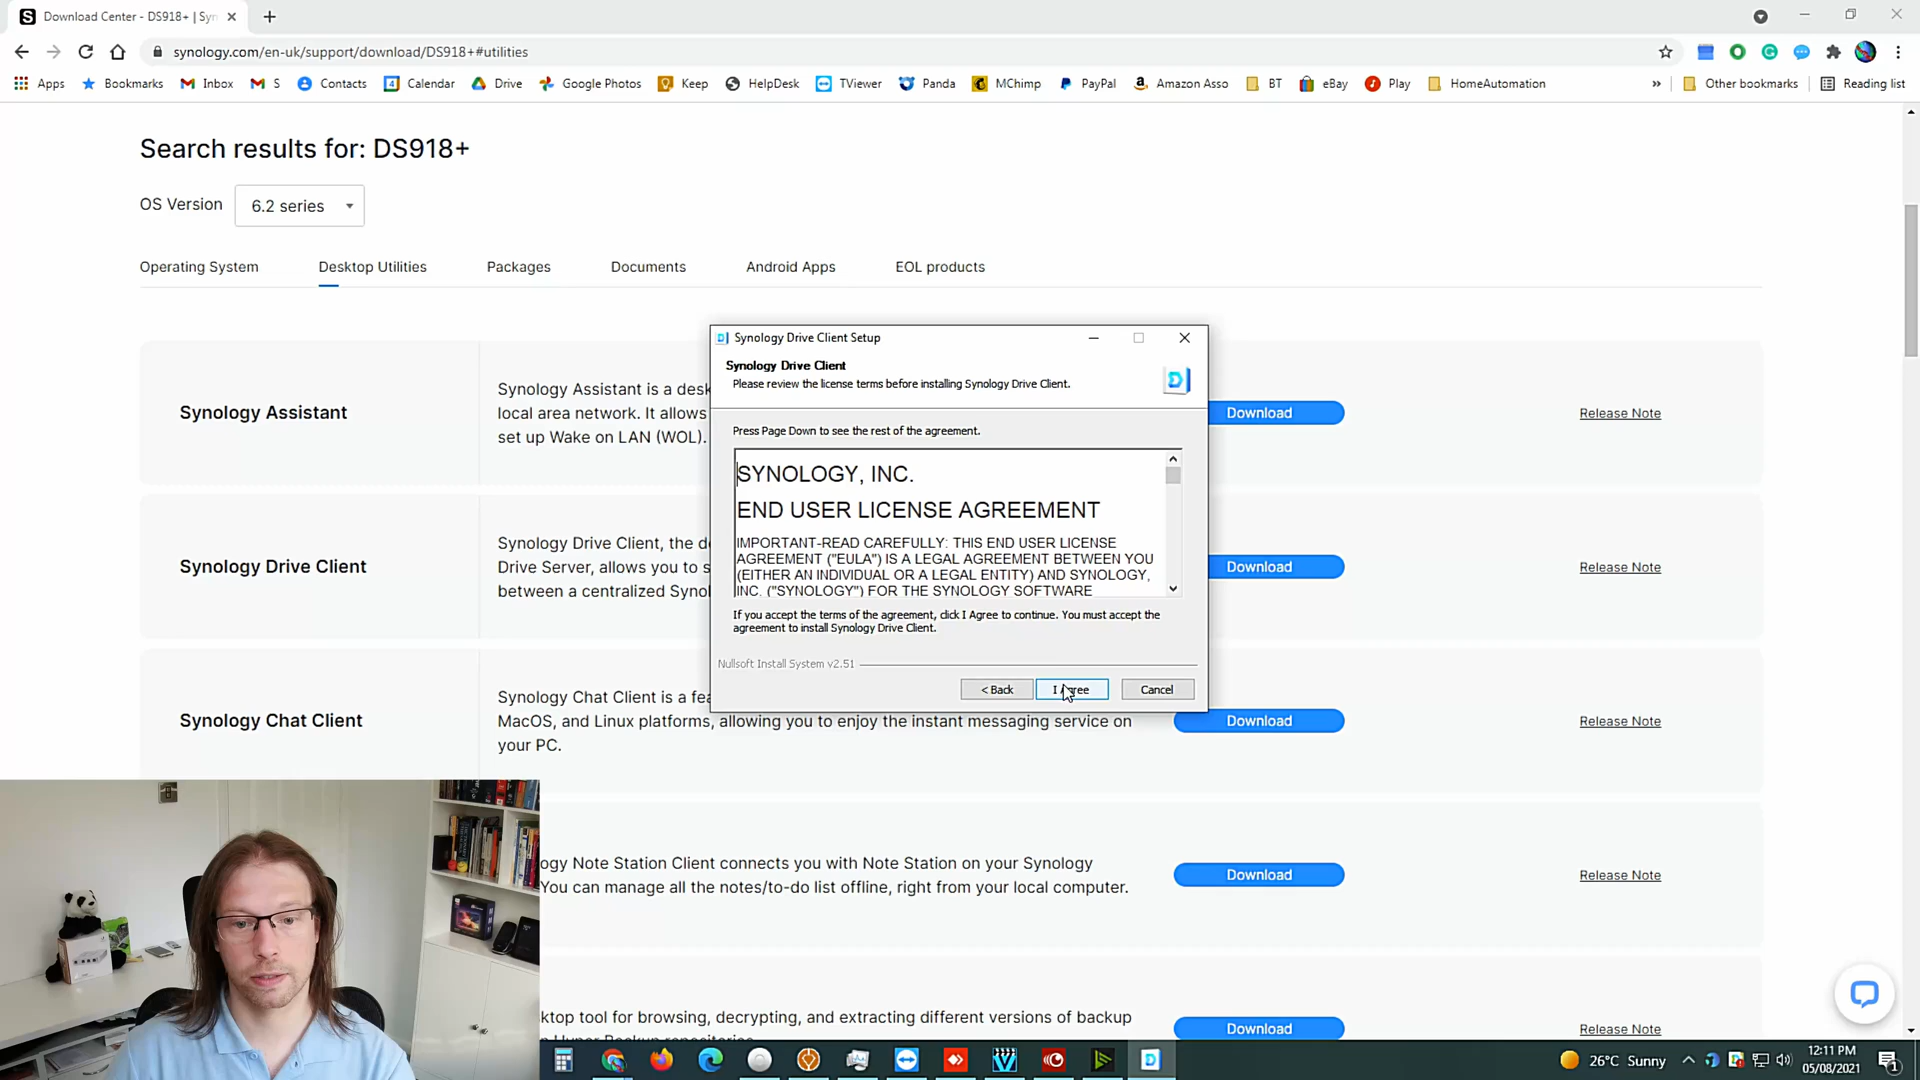 Download Center - DS918+ | Syn
synology.com/en-uk/support/download/DS918+#utilities
Apps
Bookmarks
Inbox
S
Contacts
Calendar
Drive
Google Photos
Keep
HelpDesk
TViewer
Panda
MChimp
PayPal
Amazon Asso
BT
eBay
Play
HomeAutomation
Other bookmarks
Reading list
Search results for: DS918+
OS Version
6.2 series
Operating System
Desktop Utilities
Packages
Documents
Android Apps
EOL products
Synology Assistant
Synology Assistant is a desk
local area network. It allows
set up Wake on LAN (WOL).
Download
Release Note
Synology Drive Client
Synology Drive Client, the d
Drive Server, allows you to s
between a centralized Syno
Download
Release Note
Synology Chat Client
Synology Chat Client is a fea
MacOS, and Linux platforms, allowing you to enjoy the instant messaging service on
your PC.
Download
Release Note
ogy Note Station Client connects you with Note Station on your Synology
You can manage all the notes/to-do list offline, right from your local computer.
Download
Release Note
ktop tool for browsing, decrypting, and extracting different versions of backup
Download
Release Note
Synology Drive Client Setup
Synology Drive Client
Please review the license terms before installing Synology Drive Client.
Press Page Down to see the rest of the agreement.
SYNOLOGY, INC.
END USER LICENSE AGREEMENT
IMPORTANT-READ CAREFULLY: THIS END USER LICENSE
AGREEMENT ("EULA") IS A LEGAL AGREEMENT BETWEEN YOU
(EITHER AN INDIVIDUAL OR A LEGAL ENTITY) AND SYNOLOGY,
INC. ("SYNOLOGY") FOR THE SYNOLOGY SOFTWARE
If you accept the terms of the agreement, click I Agree to continue. You must accept the
agreement to install Synology Drive Client.
Nullsoft Install System v2.51
< Back
I Agree
Cancel
26°C Sunny
12:11 PM
05/08/2021